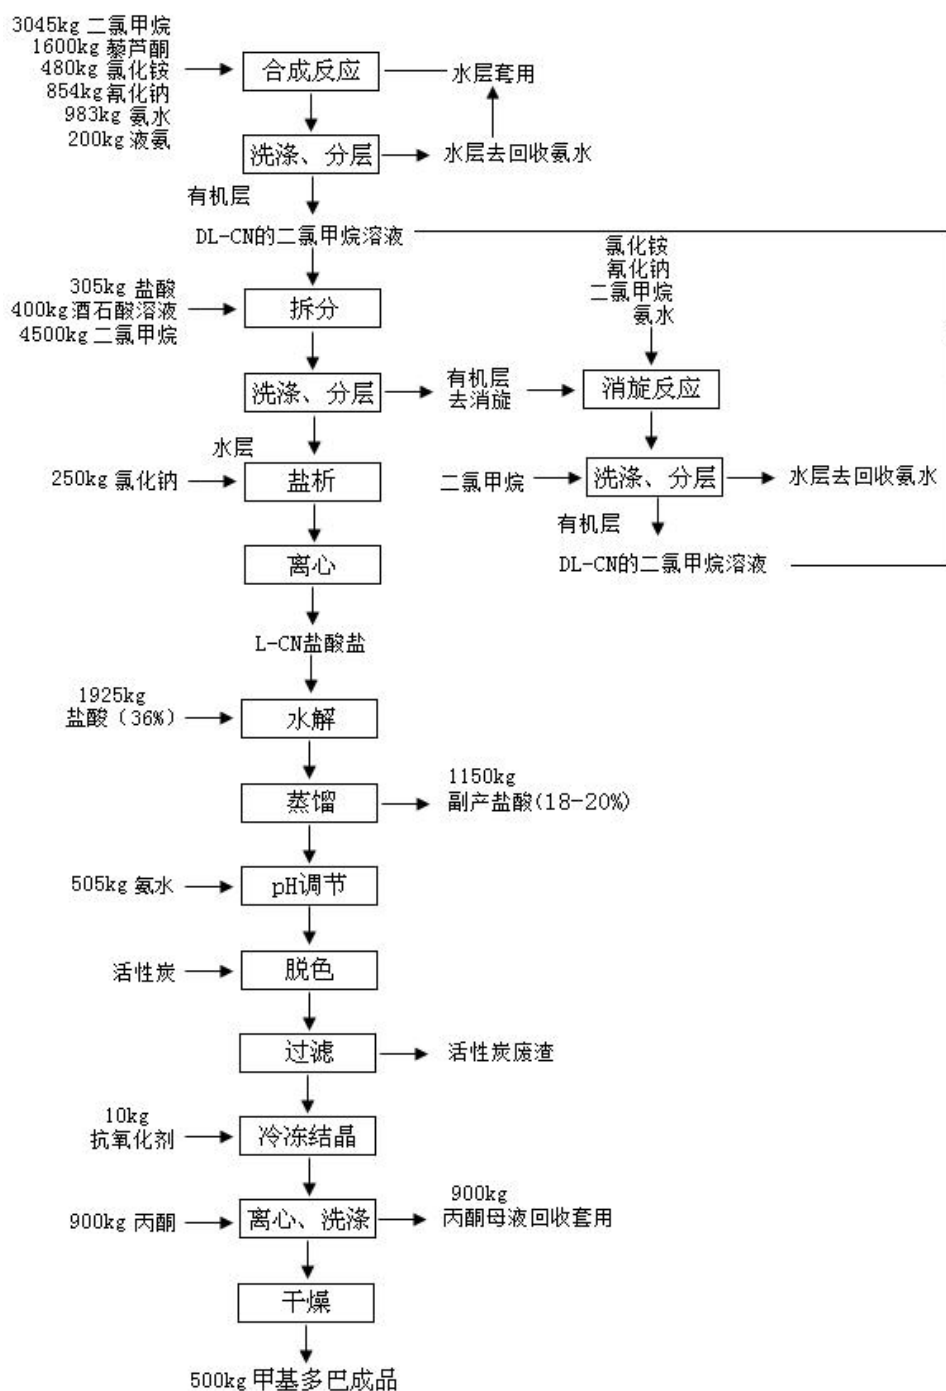 3045kg 二氯甲烷
1600kg 藜芦酮
480kg 氯化铵
854kg 氰化钠
983kg 氨水
200kg 液氨
合成反应
水层套用
洗涤、分层
水层去回收氨水
有机层
DL-CN的二氯甲烷溶液
305kg 盐酸
400kg 酒石酸溶液
4500kg 二氯甲烷
拆分
氯化铵
氰化钠
二氯甲烷
氨水
洗涤、分层
有机层
去消旋
消旋反应
水层
250kg 氯化钠
盐析
二氯甲烷
洗涤、分层
水层去回收氨水
有机层
离心
DL-CN的二氯甲烷溶液
L-CN盐酸盐
1925kg
盐酸（36%）
水解
蒸馏
1150kg
副产盐酸(18-20%)
505kg 氨水
pH调节
活性炭
脱色
过滤
活性炭废渣
10kg
抗氧化剂
冷冻结晶
900kg 丙酮
离心、洗涤
900kg
丙酮母液回收套用
干燥
500kg 甲基多巴成品